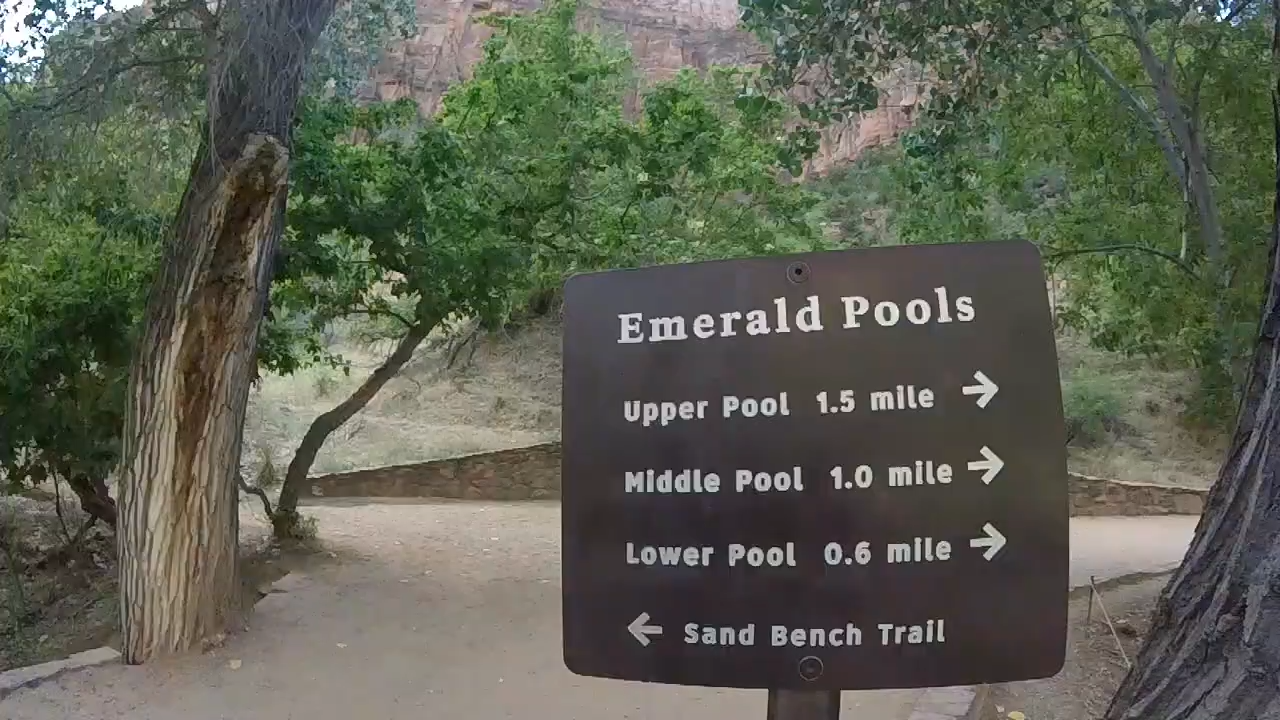 Emerald Pools
Upper Pool 1.5 mile →
Middle Pool 1.0 mile →
Lower Pool 0.6 mile →
← Sand Bench Trail